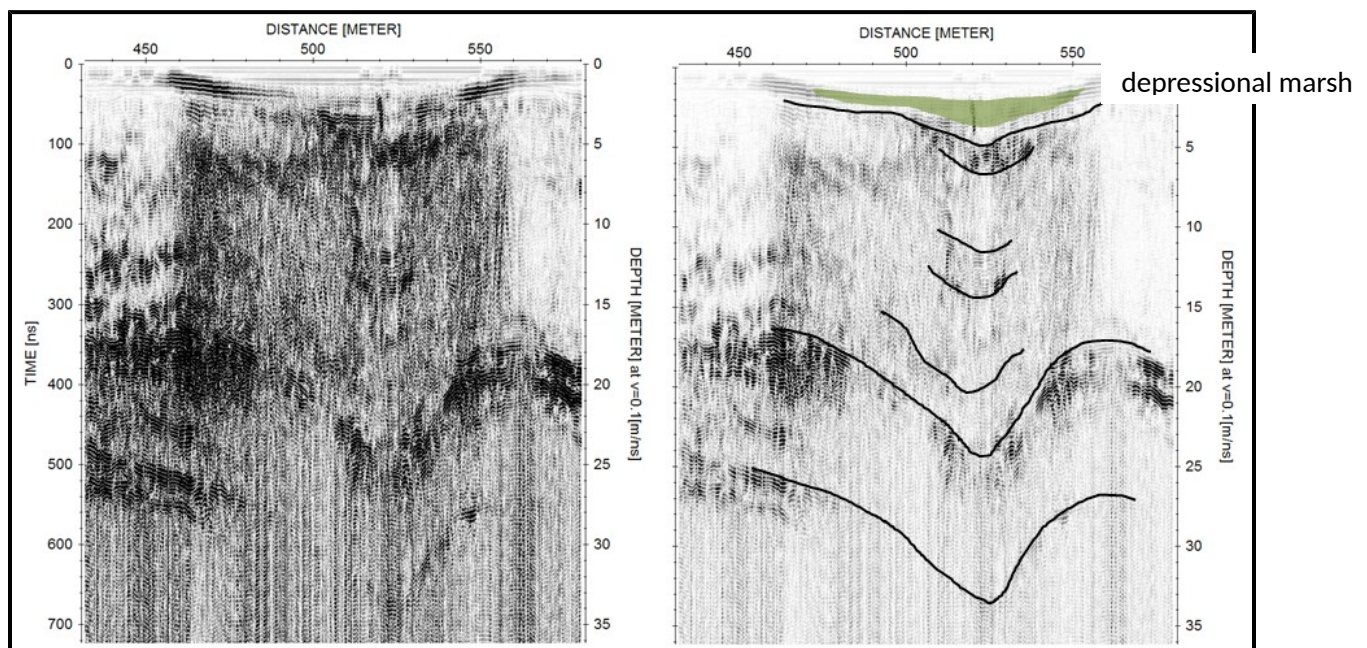 DISTANCE [METER]
450 500 550
0
100
200
300
400
500
600
700
TIME [ns]
0
5
10
15
20
25
30
35
DEPTH [METER] at v=0.1[m/ns]
DISTANCE [METER]
450 500 550
depressional marsh
5
10
15
20
25
30
35
DEPTH [METER] at v=0.1[m/ns]